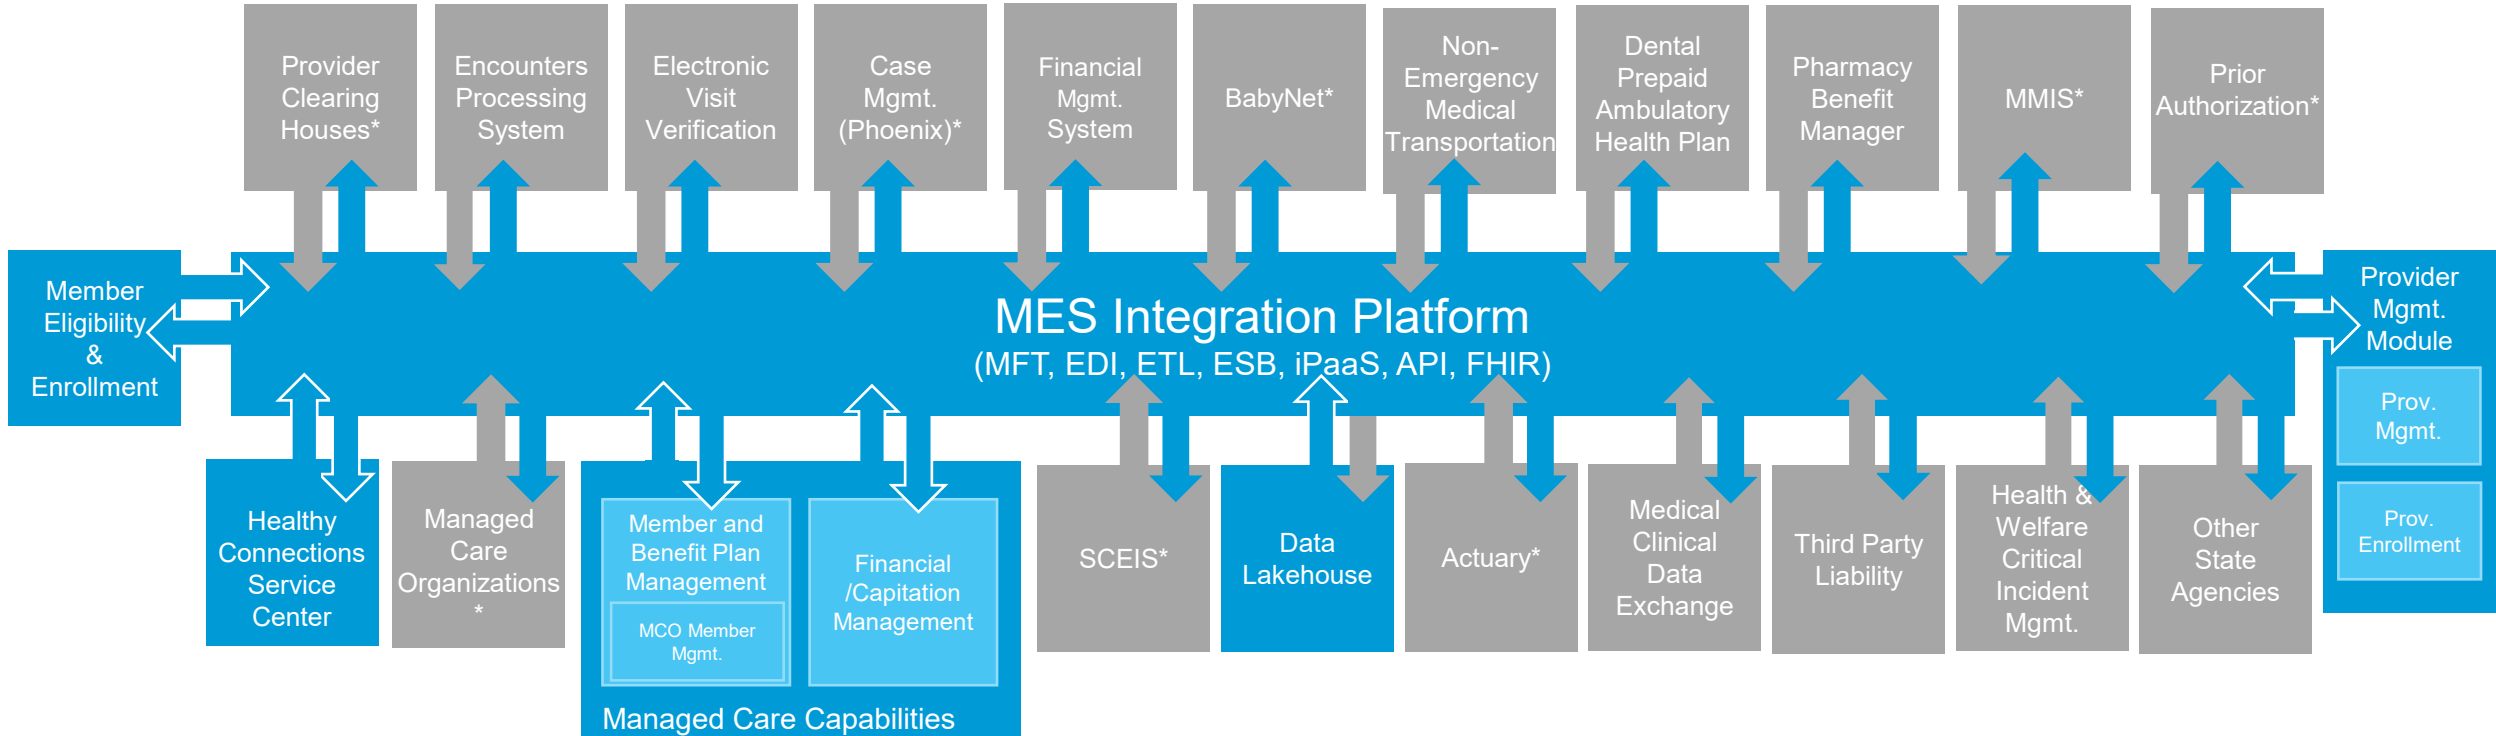 Provider
Clearing
Houses*
Encounters
Processing
System
Electronic
Visit
Verification
Case
Mgmt.
(Phoenix)*
Financial
Mgmt.
System
BabyNet*
Non-
Emergency
Medical
Transportation
Dental
Prepaid
Ambulatory
Health Plan
Pharmacy
Benefit
Manager
MMIS*
Prior
Authorization*
Member
Eligibility
&
Enrollment
MES Integration Platform
(MFT, EDI, ETL, ESB, iPaaS, API, FHIR)
Provider
Mgmt.
Module
Prov.
Mgmt.
Prov.
Enrollment
Healthy
Connections
Service
Center
Managed
Care
Organizations
*
Member and
Benefit Plan
Management
MCO Member
Mgmt.
Financial
/Capitation
Management
Managed Care Capabilities
SCEIS*
Data
Lakehouse
Actuary*
Medical
Clinical
Data
Exchange
Third Party
Liability
Health &
Welfare
Critical
Incident
Mgmt.
Other
State
Agencies